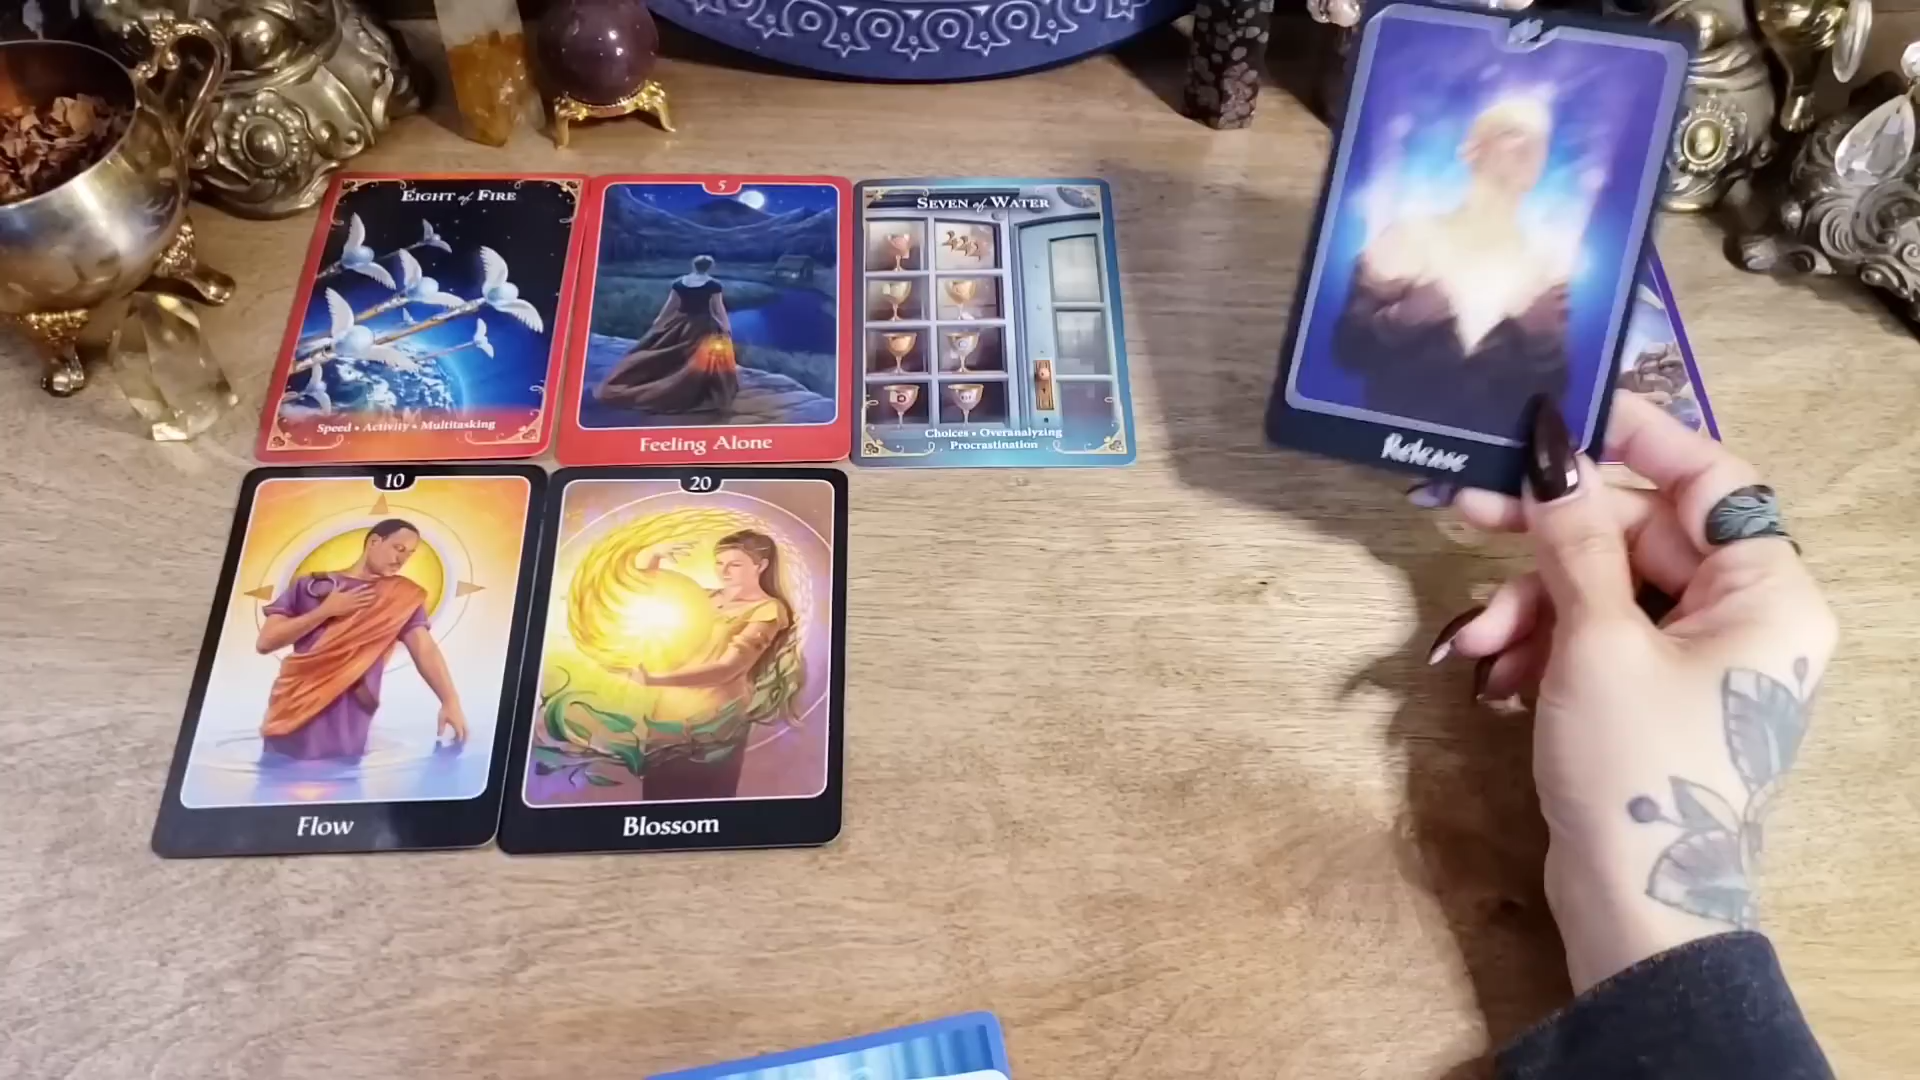 EIGHT of FIRE
Speed • Activity • Multitasking
5
Feeling Alone
SEVEN of WATER
Choices • Overanalyzing
Procrastination
Release
10
Flow
20
Blossom